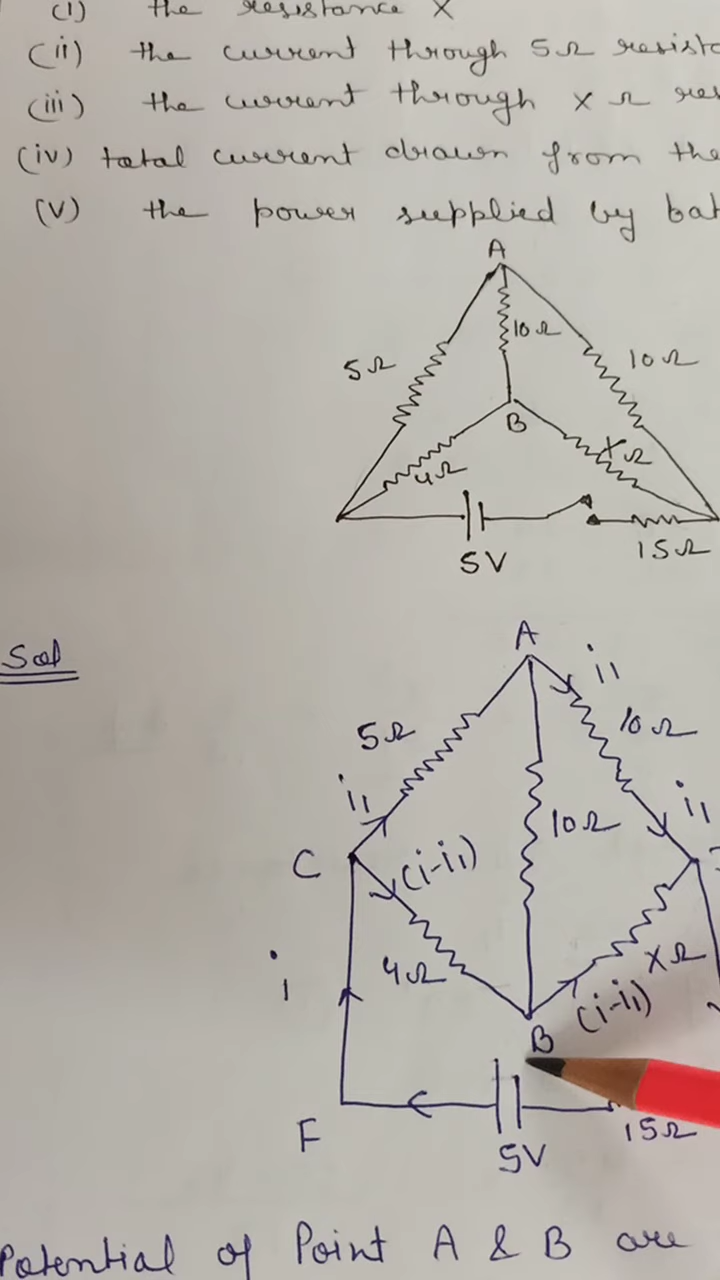 (i) the resistance X
(ii) the current through 5Ω
(iii) the current through x Ω
(iv) total current drawn from the
(v) the power supplied by
A
10Ω
5Ω
10Ω
B
XΩ
4Ω
15Ω
5V
Sol
A
i1
5Ω
10Ω
i1
10Ω
i1
C
(i-i1)
4Ω
XΩ
i
(i-i1)
B
F
15Ω
5V
Potential of Point A & B are